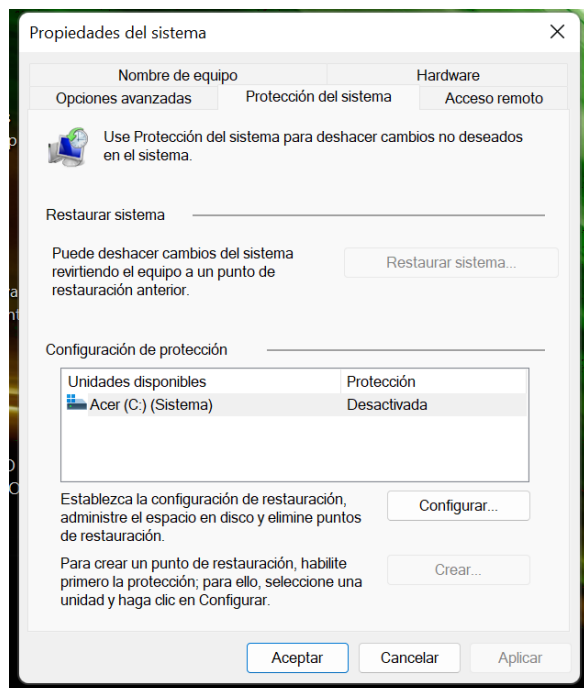 Propiedades del sistema
Nombre de equipo
Hardware
Opciones avanzadas
Protección del sistema
Acceso remoto
Use Protección del sistema para deshacer cambios no deseados
en el sistema.
Restaurar sistema
Puede deshacer cambios del sistema
revirtiendo el equipo a un punto de
restauración anterior.
Restaurar sistema...
Configuración de protección
Unidades disponibles
Protección
Acer (C:) (Sistema)
Desactivada
Establezca la configuración de restauración,
administre el espacio en disco y elimine puntos
de restauración.
Configurar...
Para crear un punto de restauración, habilite
primero la protección; para ello, seleccione una
unidad y haga clic en Configurar.
Crear...
Aceptar
Cancelar
Aplicar